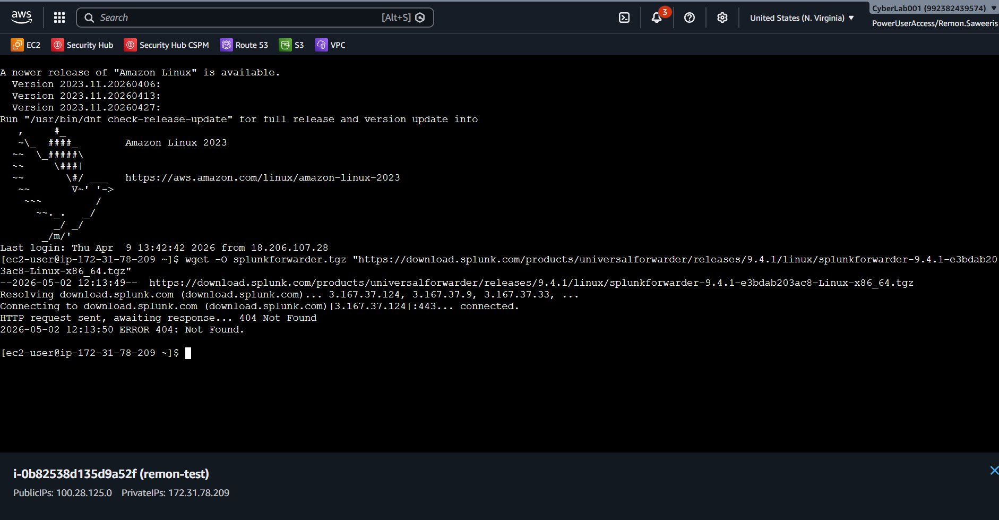 aws
Search [Alt+S]
3
United States (N. Virginia) ▼
CyberLab001 (992382439574) ▼
PowerUserAccess/Remon.Saweeris
EC2 Security Hub Security Hub CSPM Route 53 S3 VPC
A newer release of "Amazon Linux" is available.
  Version 2023.11.20260406:
  Version 2023.11.20260413:
  Version 2023.11.20260427:
Run "/usr/bin/dnf check-release-update" for full release and version update info
   ,     #_
   ~\_  ####_        Amazon Linux 2023
  ~~  \_#####\
  ~~     \###|
  ~~       \#/ ___   https://aws.amazon.com/linux/amazon-linux-2023
   ~~       V~' '->
    ~~~         /
      ~~._.   _/
         _/ _/
       _/m/'
Last login: Thu Apr  9 13:42:42 2026 from 18.206.107.28
[ec2-user@ip-172-31-78-209 ~]$ wget -O splunkforwarder.tgz "https://download.splunk.com/products/universalforwarder/releases/9.4.1/linux/splunkforwarder-9.4.1-e3bdab20
3ac8-Linux-x86_64.tgz"
--2026-05-02 12:13:49--  https://download.splunk.com/products/universalforwarder/releases/9.4.1/linux/splunkforwarder-9.4.1-e3bdab203ac8-Linux-x86_64.tgz
Resolving download.splunk.com (download.splunk.com)... 3.167.37.124, 3.167.37.9, 3.167.37.33, ...
Connecting to download.splunk.com (download.splunk.com)|3.167.37.124|:443... connected.
HTTP request sent, awaiting response... 404 Not Found
2026-05-02 12:13:50 ERROR 404: Not Found.
[ec2-user@ip-172-31-78-209 ~]$
i-0b82538d135d9a52f (remon-test)
PublicIPs: 100.28.125.0 PrivateIPs: 172.31.78.209